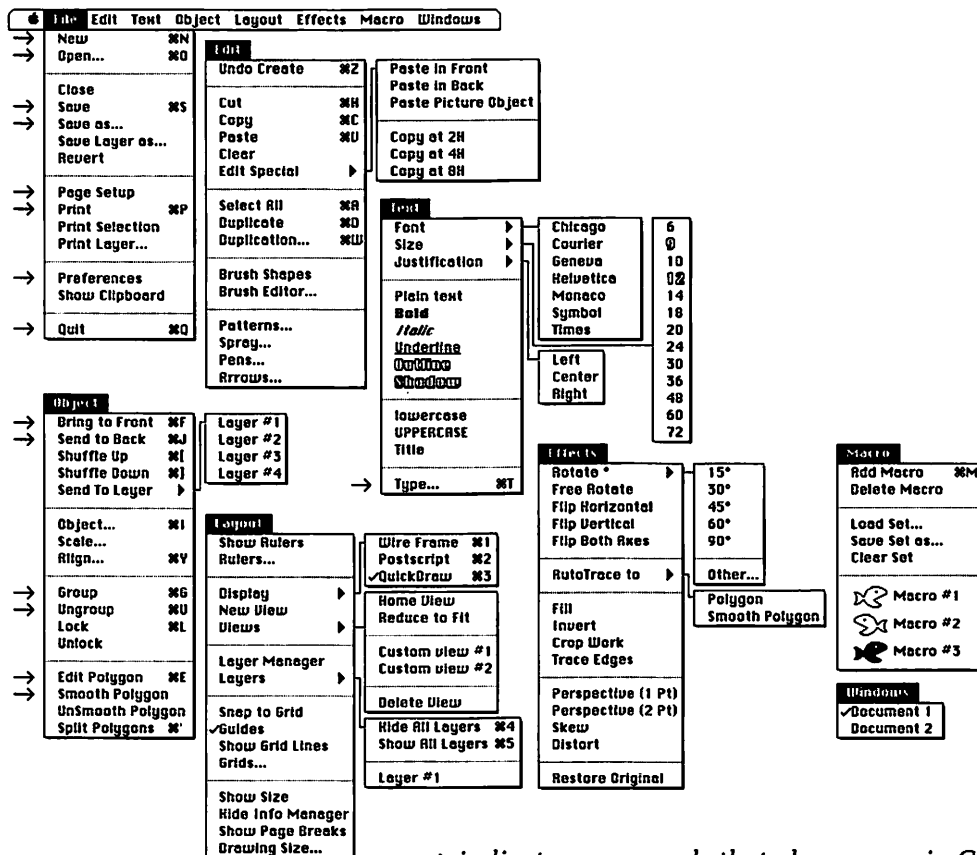 File Edit Text Object Layout Effects Macro Windows
→ New ⌘N
→ Open... ⌘O
Close
→ Save ⌘S
→ Save as...
Save Layer as...
Revert
→ Page Setup
→ Print ⌘P
Print Selection
Print Layer...
→ Preferences
Show Clipboard
→ Quit ⌘Q
Edit
Undo Create ⌘Z
Cut ⌘X
Copy ⌘C
Paste ⌘V
Clear
Edit Special ▶
Select All ⌘A
Duplicate ⌘D
Duplication... ⌘W
Brush Shapes
Brush Editor...
Patterns...
Spray...
Pens...
Arrows...
Paste in Front
Paste in Back
Paste Picture Object
Copy at 2X
Copy at 4X
Copy at 8X
Text
Font ▶
Size ▶
Justification ▶
Plain text
Bold
Italic
Underline
Outline
Shadow
lowercase
UPPERCASE
Title
→ Type... ⌘T
Chicago
Courier
Geneva
Helvetica
Monaco
Symbol
Times
6
9
10
12
14
18
20
24
30
36
48
60
72
Left
Center
Right
Object
→ Bring to Front ⌘F
→ Send to Back ⌘J
Shuffle Up ⌘[
Shuffle Down ⌘]
Send To Layer ▶
Object... ⌘I
Scale...
Align... ⌘Y
→ Group ⌘G
→ Ungroup ⌘U
Lock ⌘L
Unlock
→ Edit Polygon ⌘E
→ Smooth Polygon
UnSmooth Polygon
Split Polygons ⌘'
Layer #1
Layer #2
Layer #3
Layer #4
Layout
Show Rulers
Rulers...
Display ▶
New View
Views ▶
Layer Manager
Layers ▶
Snap to Grid
✓Guides
Show Grid Lines
Grids...
Show Size
Hide Info Manager
Show Page Breaks
Drawing Size...
Wire Frame ⌘1
Postscript ⌘2
✓QuickDraw ⌘3
Home View
Reduce to Fit
Custom view #1
Custom view #2
Delete View
Hide All Layers ⌘4
Show All Layers ⌘5
Layer #1
Effects
Rotate ° ▶
Free Rotate
Flip Horizontal
Flip Vertical
Flip Both Axes
AutoTrace to ▶
Fill
Invert
Crop Work
Trace Edges
Perspective (1 Pt)
Perspective (2 Pt)
Skew
Distort
Restore Original
15°
30°
45°
60°
90°
Other...
Polygon
Smooth Polygon
Macro
Add Macro ⌘M
Delete Macro
Load Set...
Save Set as...
Clear Set
Macro #1
Macro #2
Macro #3
Windows
✓Document 1
Document 2
indicates commands that also appear in